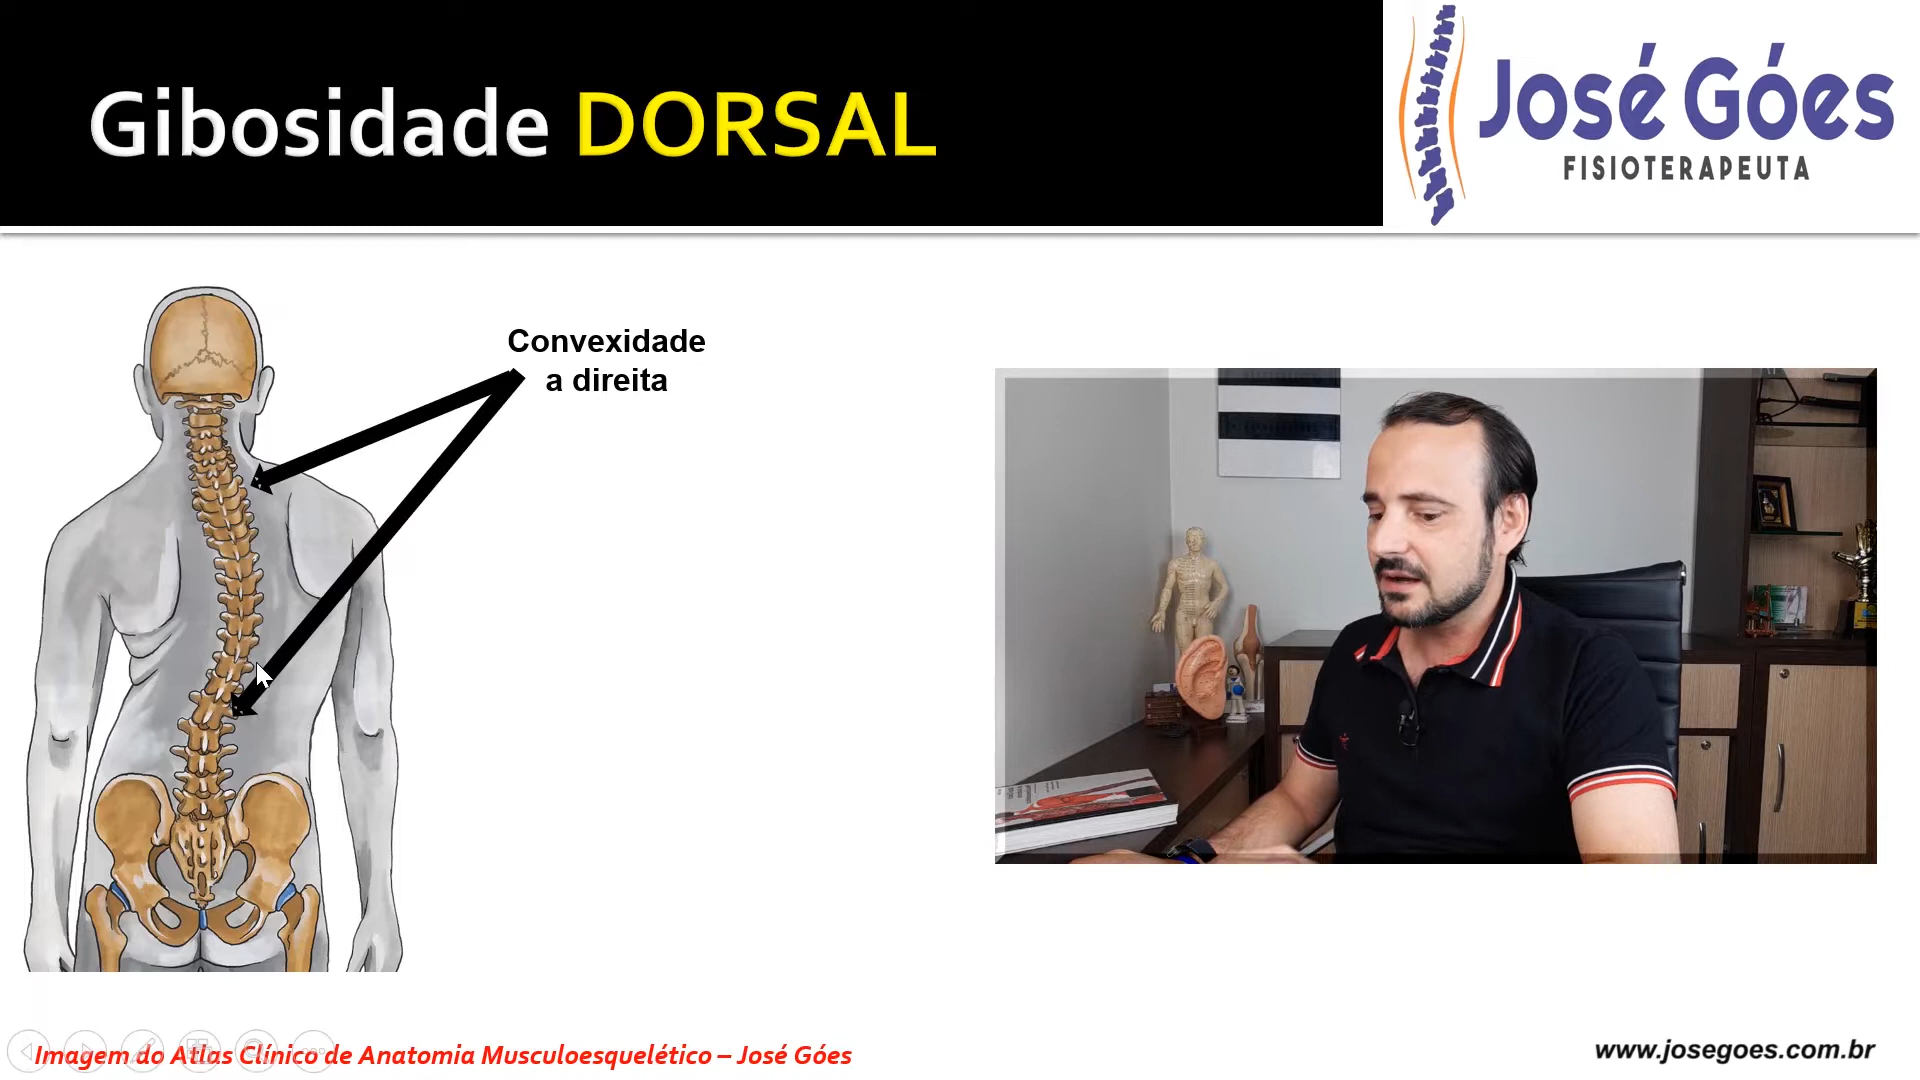 Gibosidade DORSAL
José Góes
FISIOTERAPEUTA
Convexidade
a direita
Imagem do Atlas Clínico de Anatomia Musculoesquelético – José Góes
www.josegoes.com.br